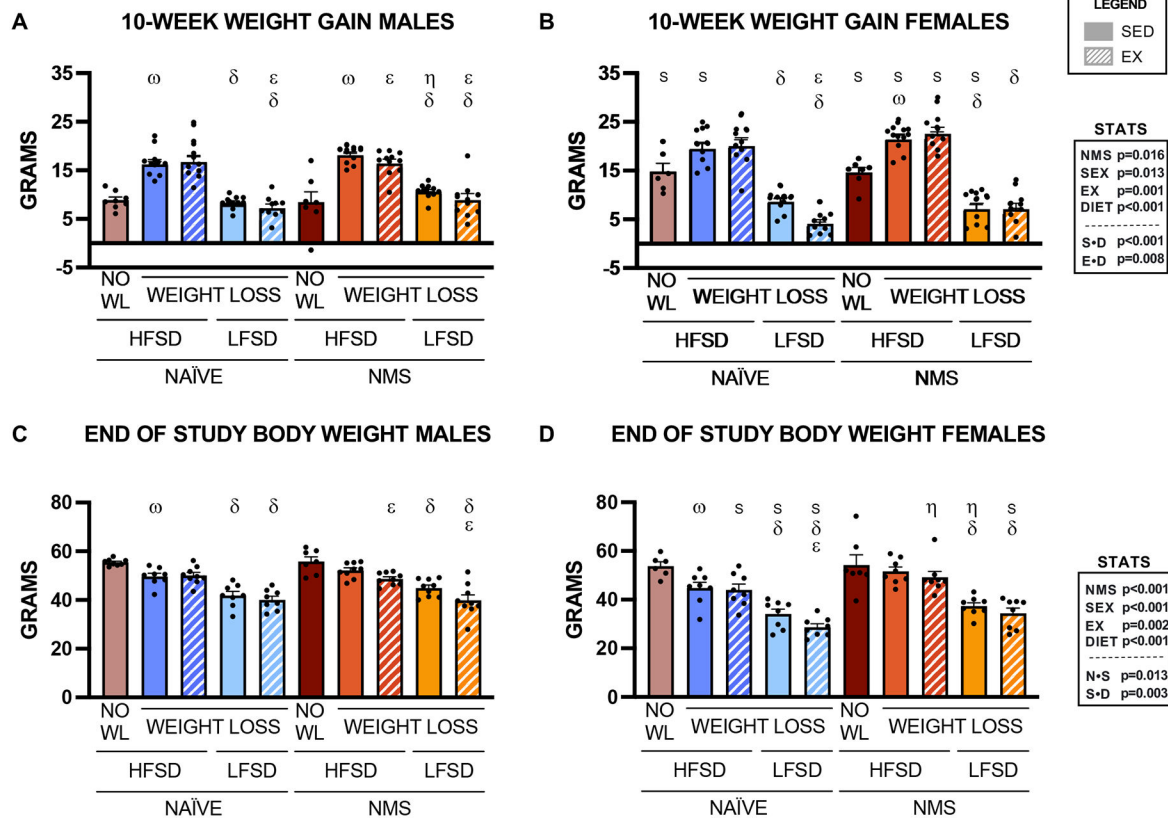 A 10-WEEK WEIGHT GAIN MALES
ω δ ε δ ω ε η δ ε δ
35
25
15
5
-5
GRAMS
NO WL WEIGHT LOSS NO WL WEIGHT LOSS
HFSD LFSD HFSD LFSD
NAÏVE NMS
B 10-WEEK WEIGHT GAIN FEMALES
s s δ ε δ s s ω s s δ δ
35
25
15
5
-5
GRAMS
NO WL WEIGHT LOSS NO WL WEIGHT LOSS
HFSD LFSD HFSD LFSD
NAÏVE NMS
LEGEND
SED
EX
STATS
NMS p=0.016
SEX p=0.013
EX p=0.001
DIET p<0.001
S•D p<0.001
E•D p=0.008
C END OF STUDY BODY WEIGHT MALES
ω δ δ ε δ δ ε
80
60
40
20
0
GRAMS
NO WL WEIGHT LOSS NO WL WEIGHT LOSS
HFSD LFSD HFSD LFSD
NAÏVE NMS
D END OF STUDY BODY WEIGHT FEMALES
ω s s δ s δ ε η η δ s δ
80
60
40
20
0
GRAMS
NO WL WEIGHT LOSS NO WL WEIGHT LOSS
HFSD LFSD HFSD LFSD
NAÏVE NMS
STATS
NMS p<0.001
SEX p<0.001
EX p=0.002
DIET p<0.001
N•S p=0.013
S•D p=0.003